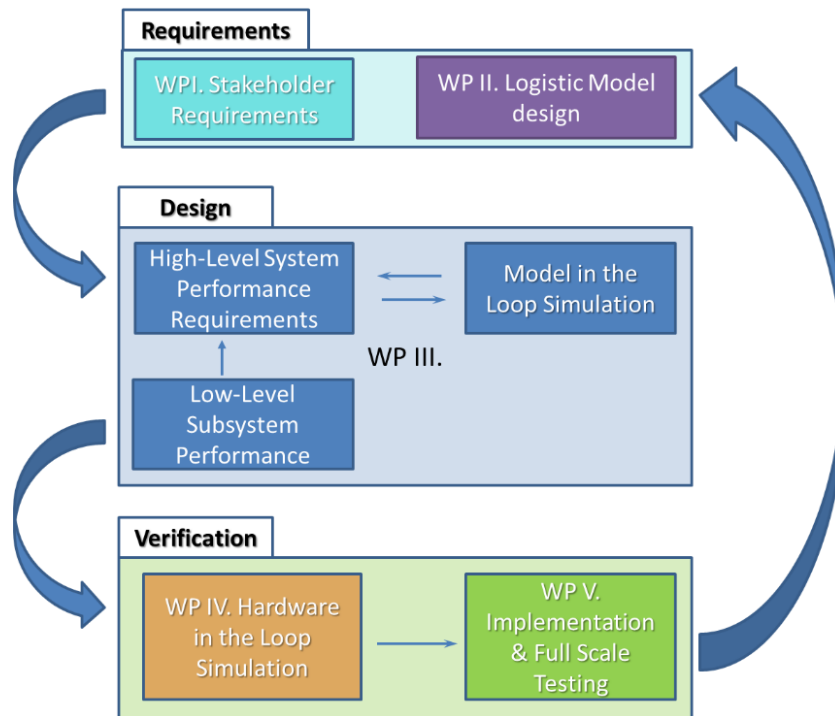 Requirements
WPI. Stakeholder
Requirements
WP II. Logistic Model
design
Design
High-Level System
Performance
Requirements
Model in the
Loop Simulation
WP III.
Low-Level
Subsystem
Performance
Verification
WP IV. Hardware
in the Loop
Simulation
WP V.
Implementation
& Full Scale
Testing